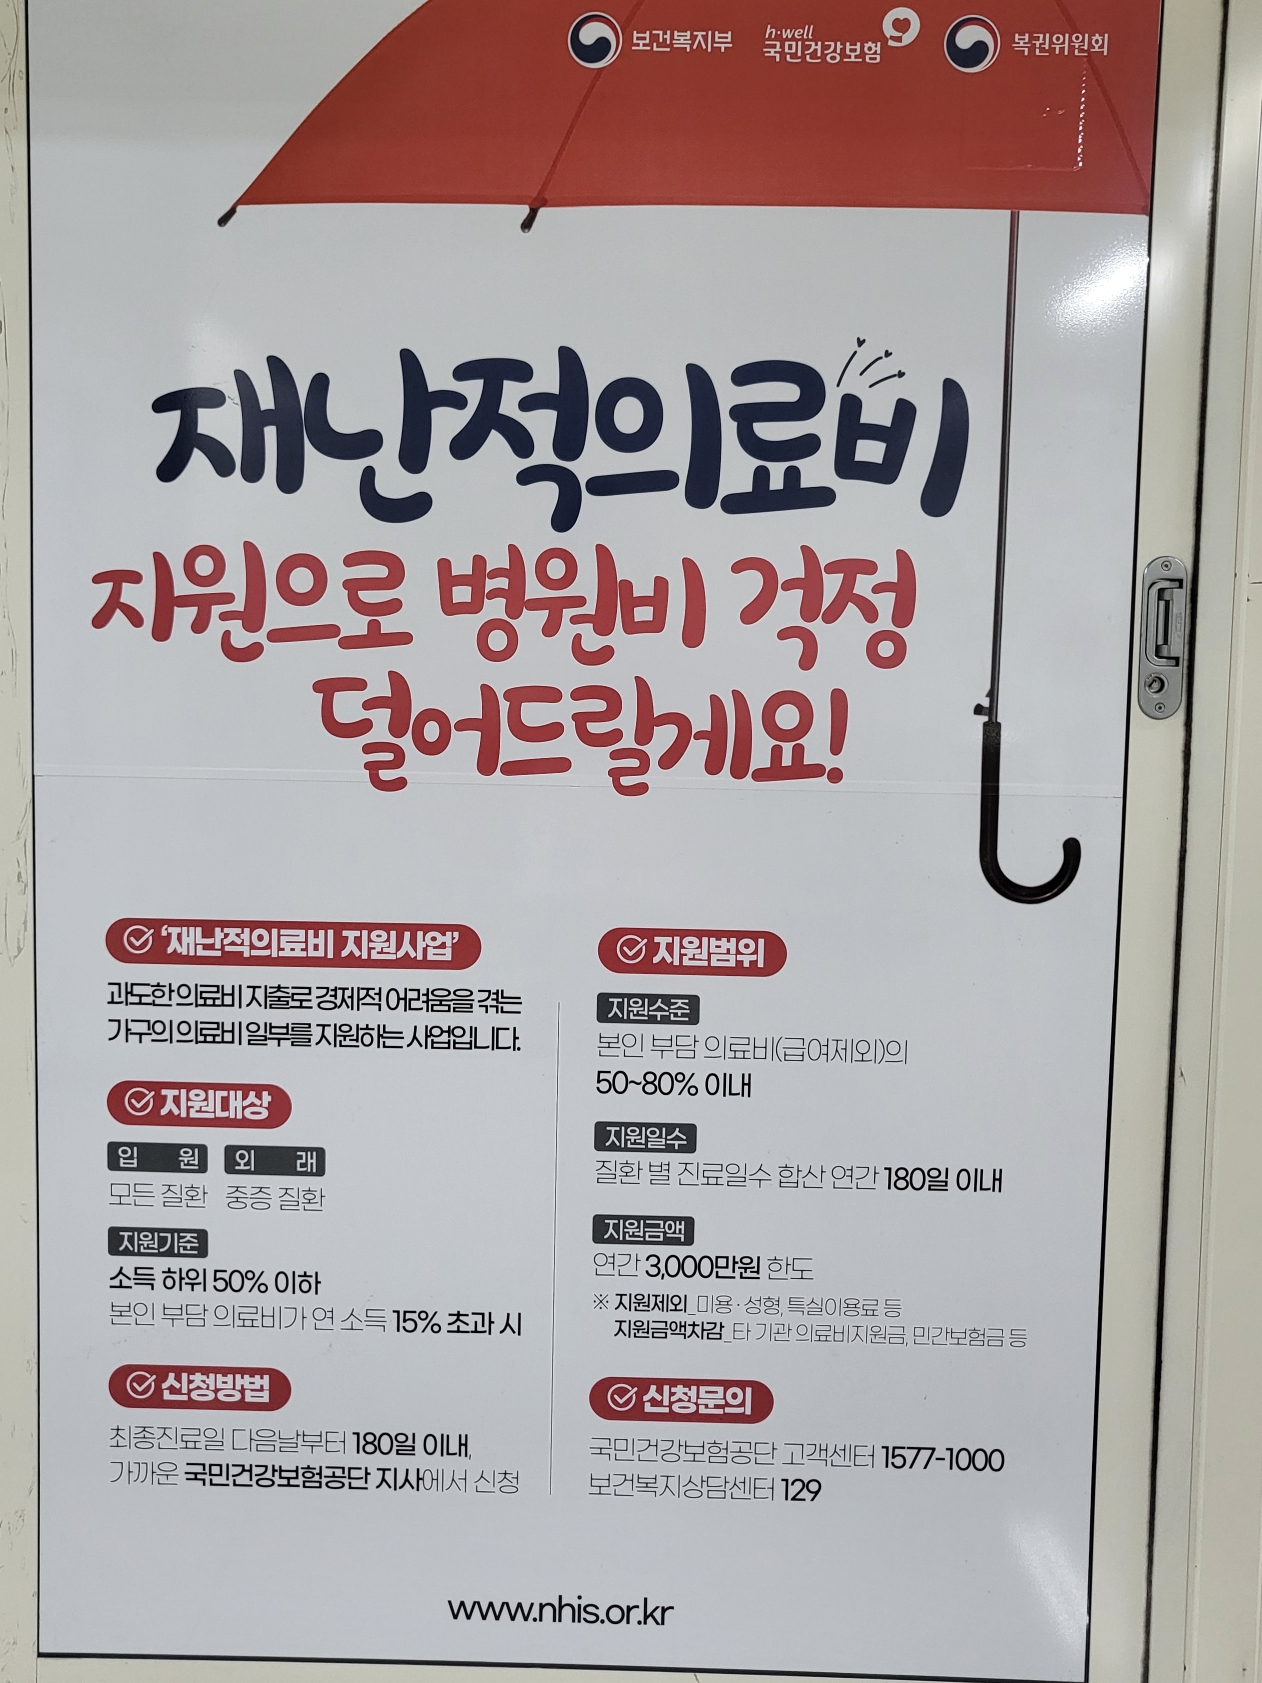 보건복지부
h·well
국민건강보험
복권위원회
재난적의료비
지원으로 병원비 걱정
덜어드릴게요!
'재난적의료비 지원사업'
과도한 의료비 지출로 경제적 어려움을 겪는
가구의 의료비 일부를 지원하는 사업입니다.
지원대상
입원 외래
모든 질환 중증 질환
지원기준
소득 하위 50% 이하
본인 부담 의료비가 연 소득 15% 초과 시
신청방법
최종진료일 다음날부터 180일 이내,
가까운 국민건강보험공단 지사에서 신청
지원범위
지원수준
본인 부담 의료비(급여제외)의
50~80% 이내
지원일수
질환 별 진료일수 합산 연간 180일 이내
지원금액
연간 3,000만원 한도
※ 지원제외_미용·성형, 특실이용료 등
지원금액차감_타 기관 의료비지원금, 민간보험금 등
신청문의
국민건강보험공단 고객센터 1577-1000
보건복지상담센터 129
www.nhis.or.kr